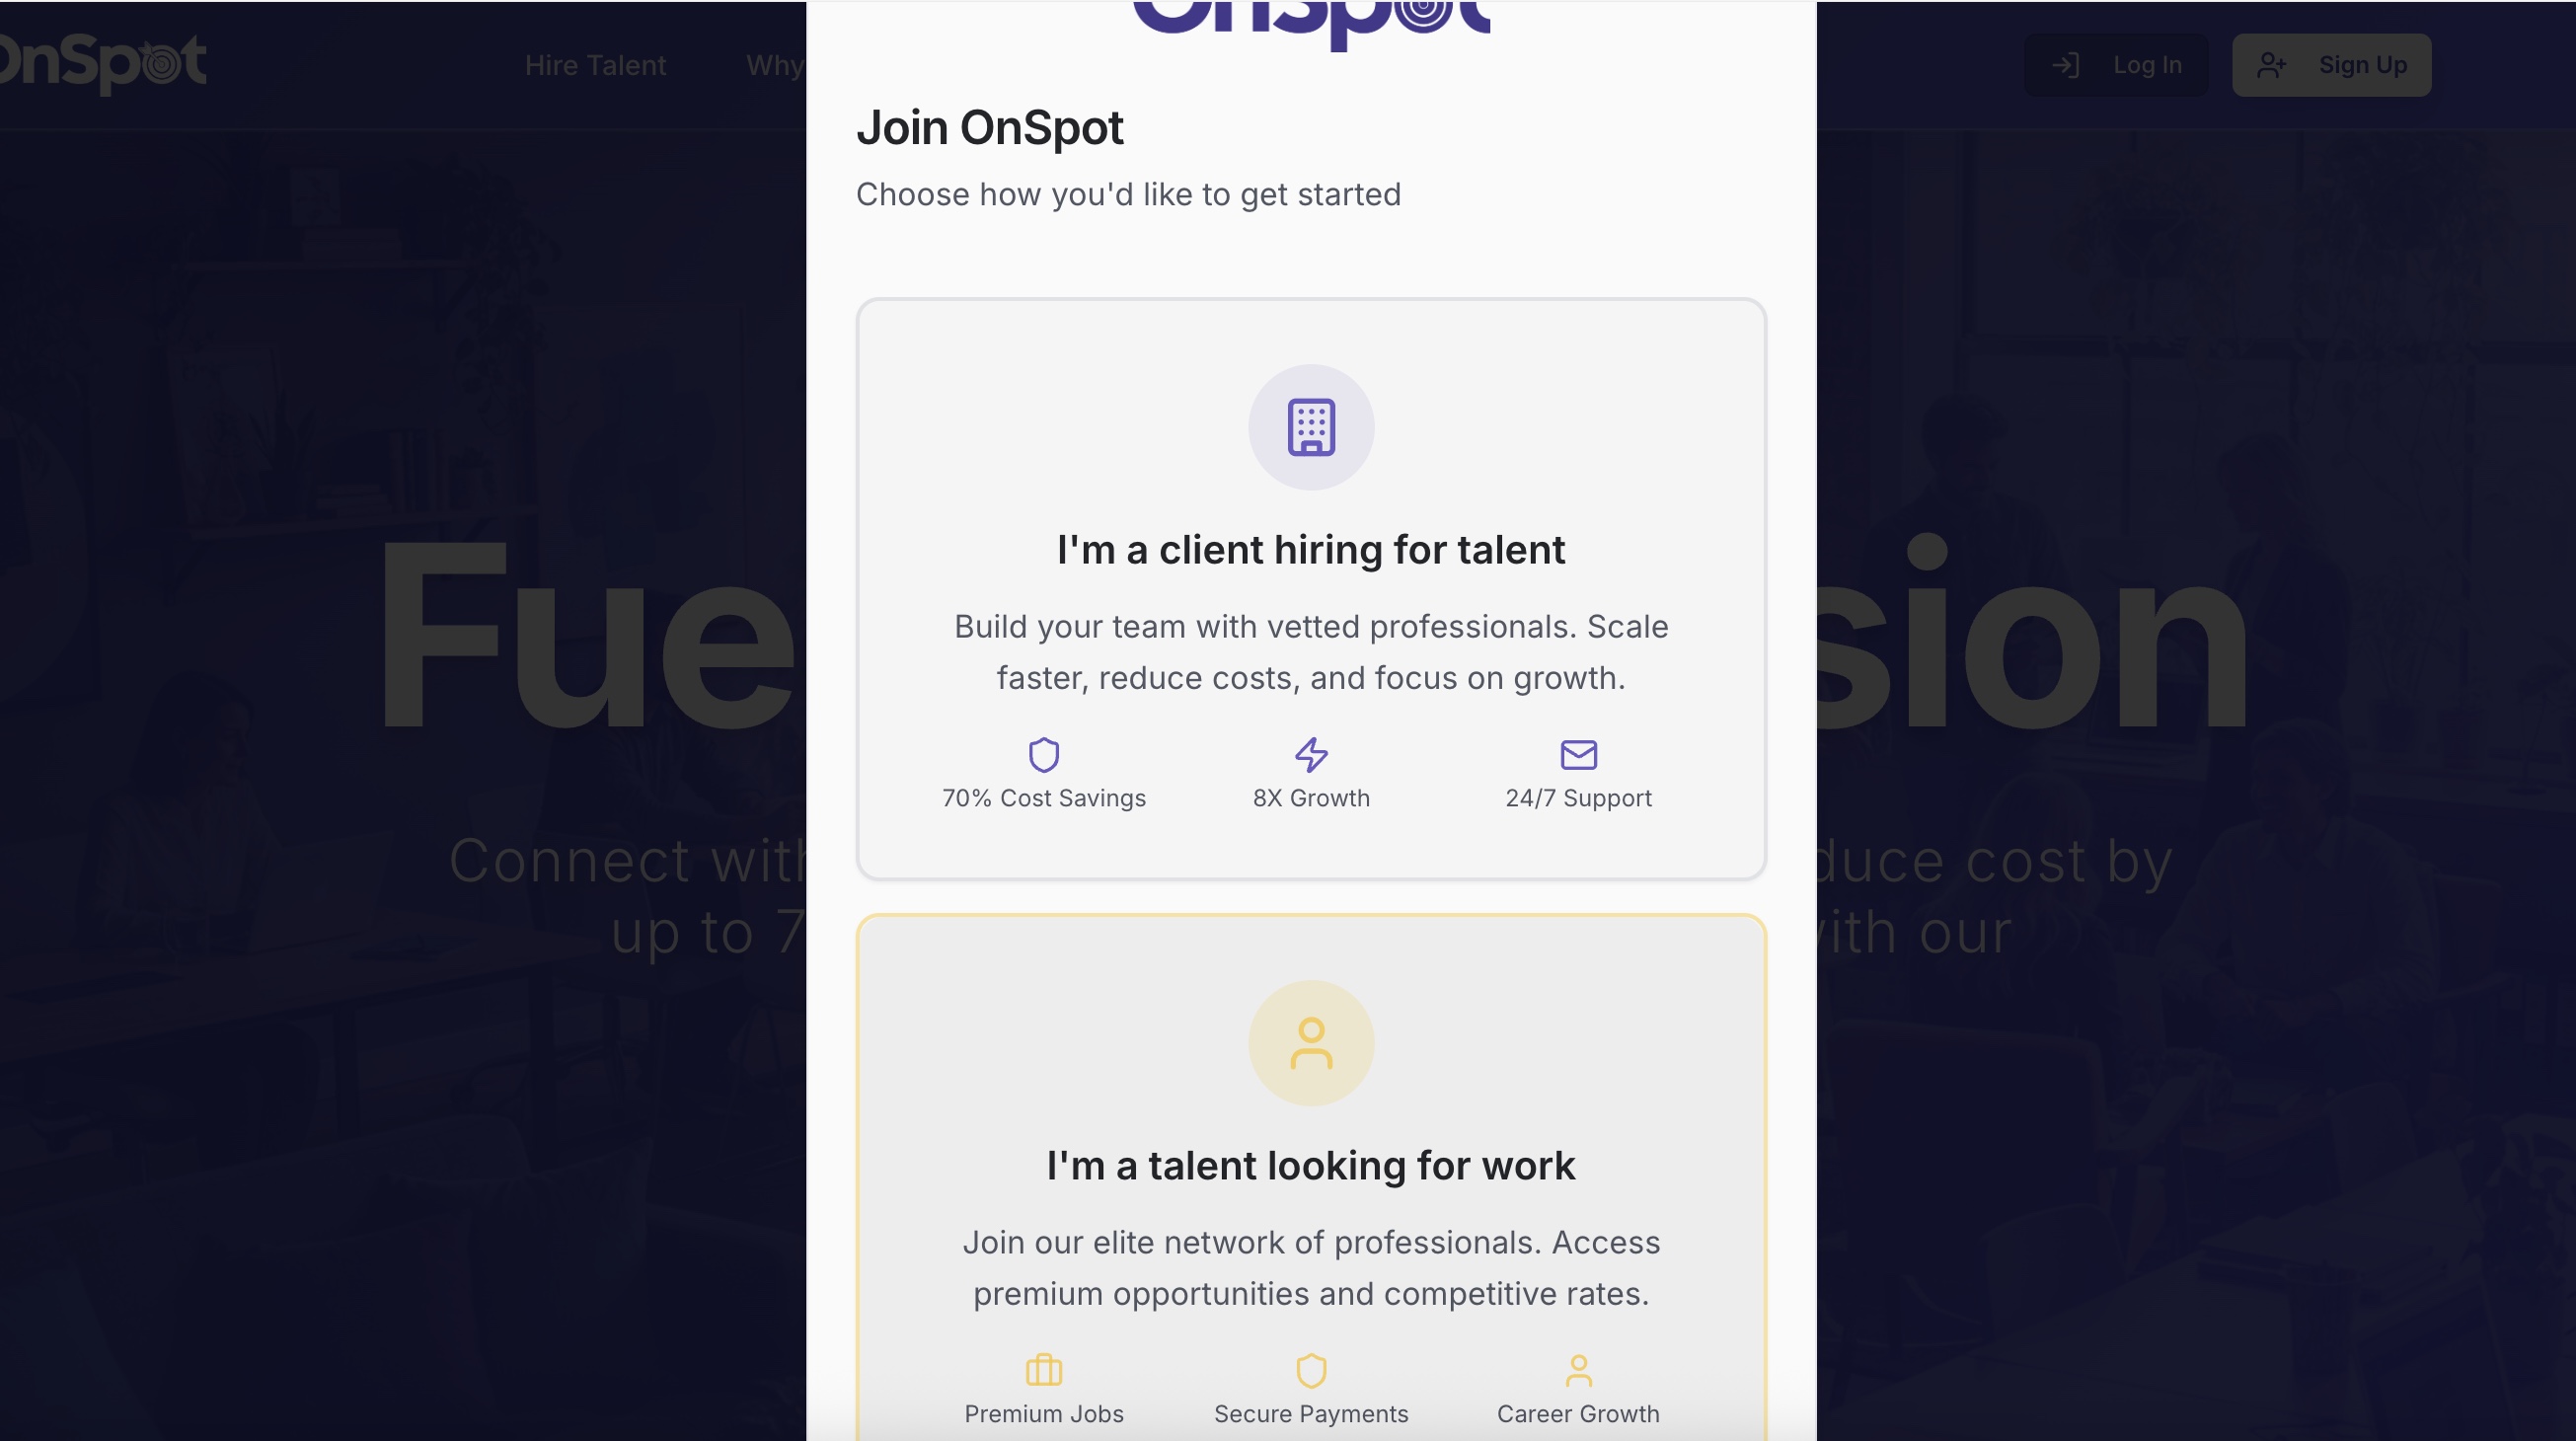 OnSpot
Hire Talent
Why
Log In
Sign Up
OnSpot
Join OnSpot
Choose how you'd like to get started
I'm a client hiring for talent
Build your team with vetted professionals. Scale
faster, reduce costs, and focus on growth.
70% Cost Savings
8X Growth
24/7 Support
I'm a talent looking for work
Join our elite network of professionals. Access
premium opportunities and competitive rates.
Premium Jobs
Secure Payments
Career Growth
Fue
sion
Connect with
duce cost by
up to 7
with our